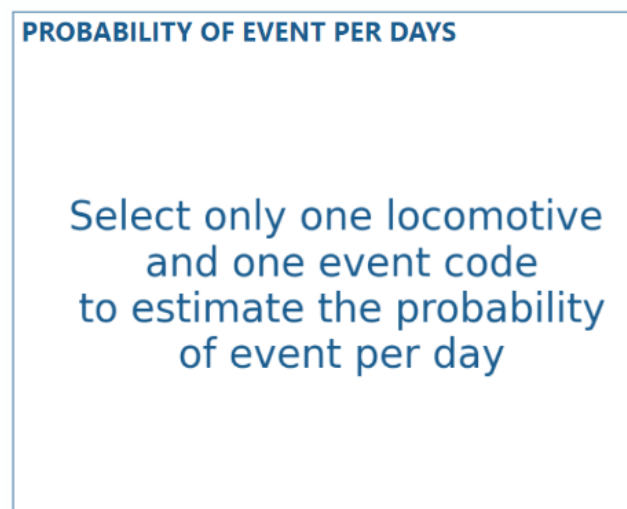 PROBABILITY OF EVENT PER DAYS
Select only one locomotive
and one event code
to estimate the probability
of event per day